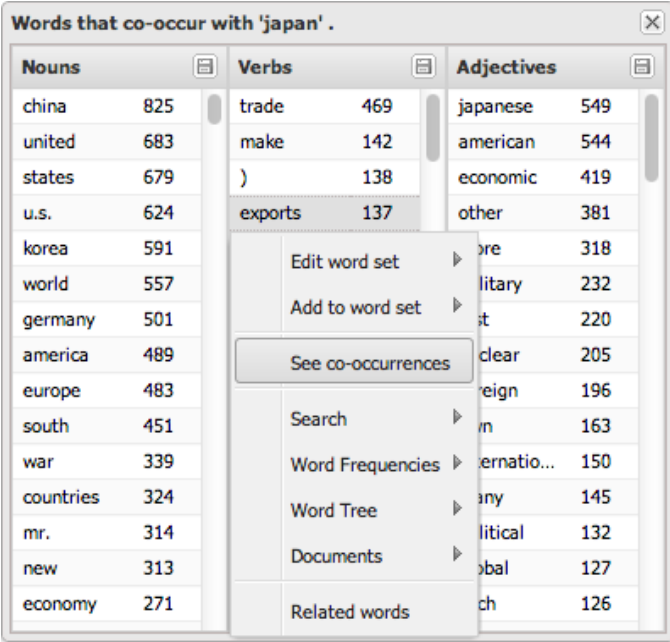 Words that co-occur with 'japan' .
Nouns Verbs Adjectives
china 825 trade 469 japanese 549
united 683 make 142 american 544
states 679 ) 138 economic 419
u.s. 624 exports 137 other 381
korea 591 318
world 557 232
germany 501 220
america 489 205
europe 483 196
south 451 163
war 339 150
countries 324 145
mr. 314 132
new 313 127
economy 271 126
Edit word set
Add to word set
See co-occurrences
Search
Word Frequencies
Word Tree
Documents
Related words